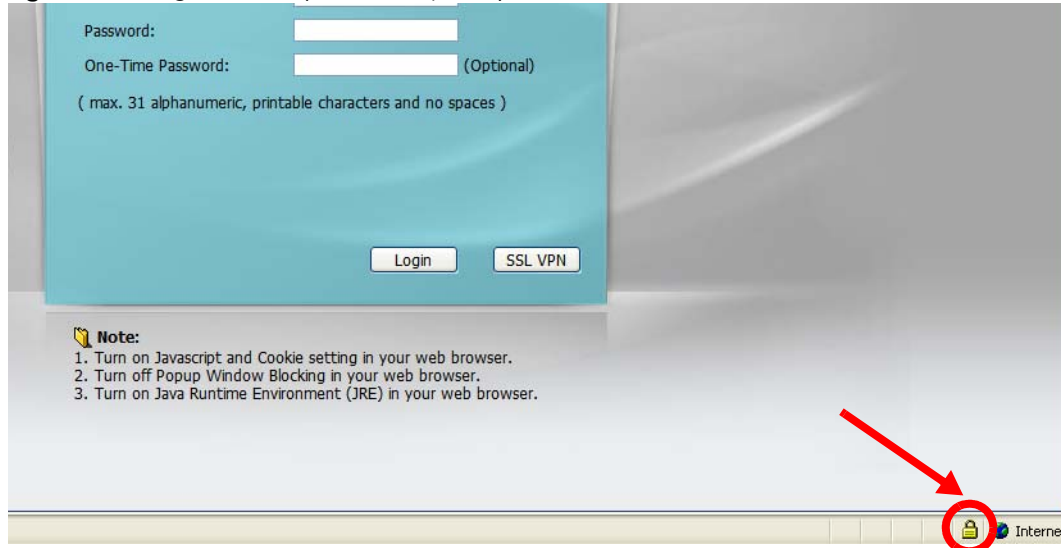 Password:
One-Time Password: (Optional)
( max. 31 alphanumeric, printable characters and no spaces )
Login SSL VPN
Note:
1. Turn on Javascript and Cookie setting in your web browser.
2. Turn off Popup Window Blocking in your web browser.
3. Turn on Java Runtime Environment (JRE) in your web browser.
Interne